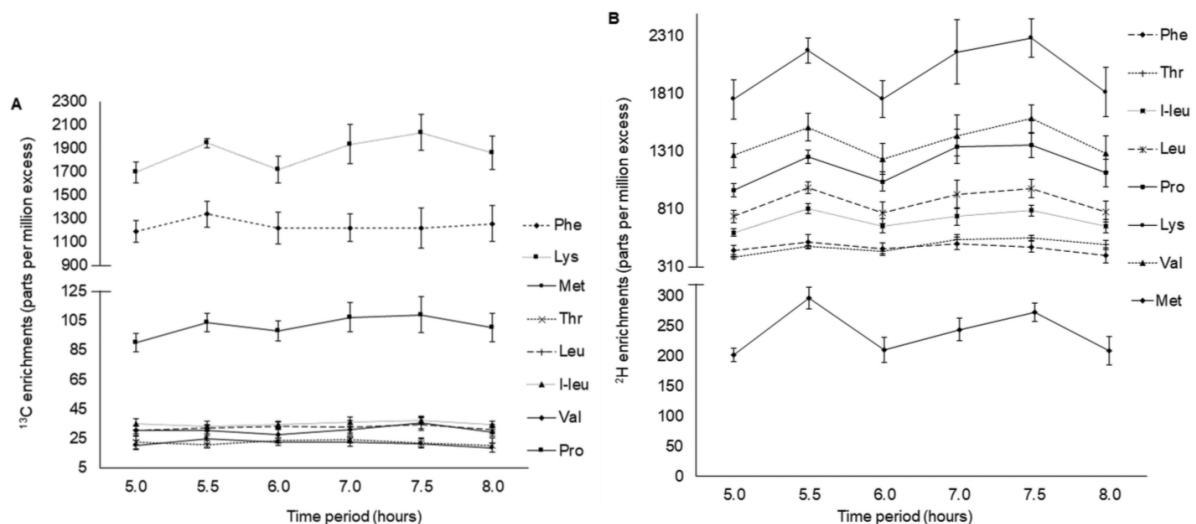 A
2300
2100
1900
1700
1500
1300
1100
900
125
105
85
65
45
25
5
5.0 5.5 6.0 7.0 7.5 8.0
Time period (hours)
¹³C enrichments (parts per million excess)
Phe
Lys
Met
Thr
Leu
I-leu
Val
Pro
B
2310
1810
1310
810
310
300
250
200
150
100
50
0
5.0 5.5 6.0 7.0 7.5 8.0
Time period (hours)
²H enrichments (parts per million excess)
Phe
Thr
I-leu
Leu
Pro
Lys
Val
Met